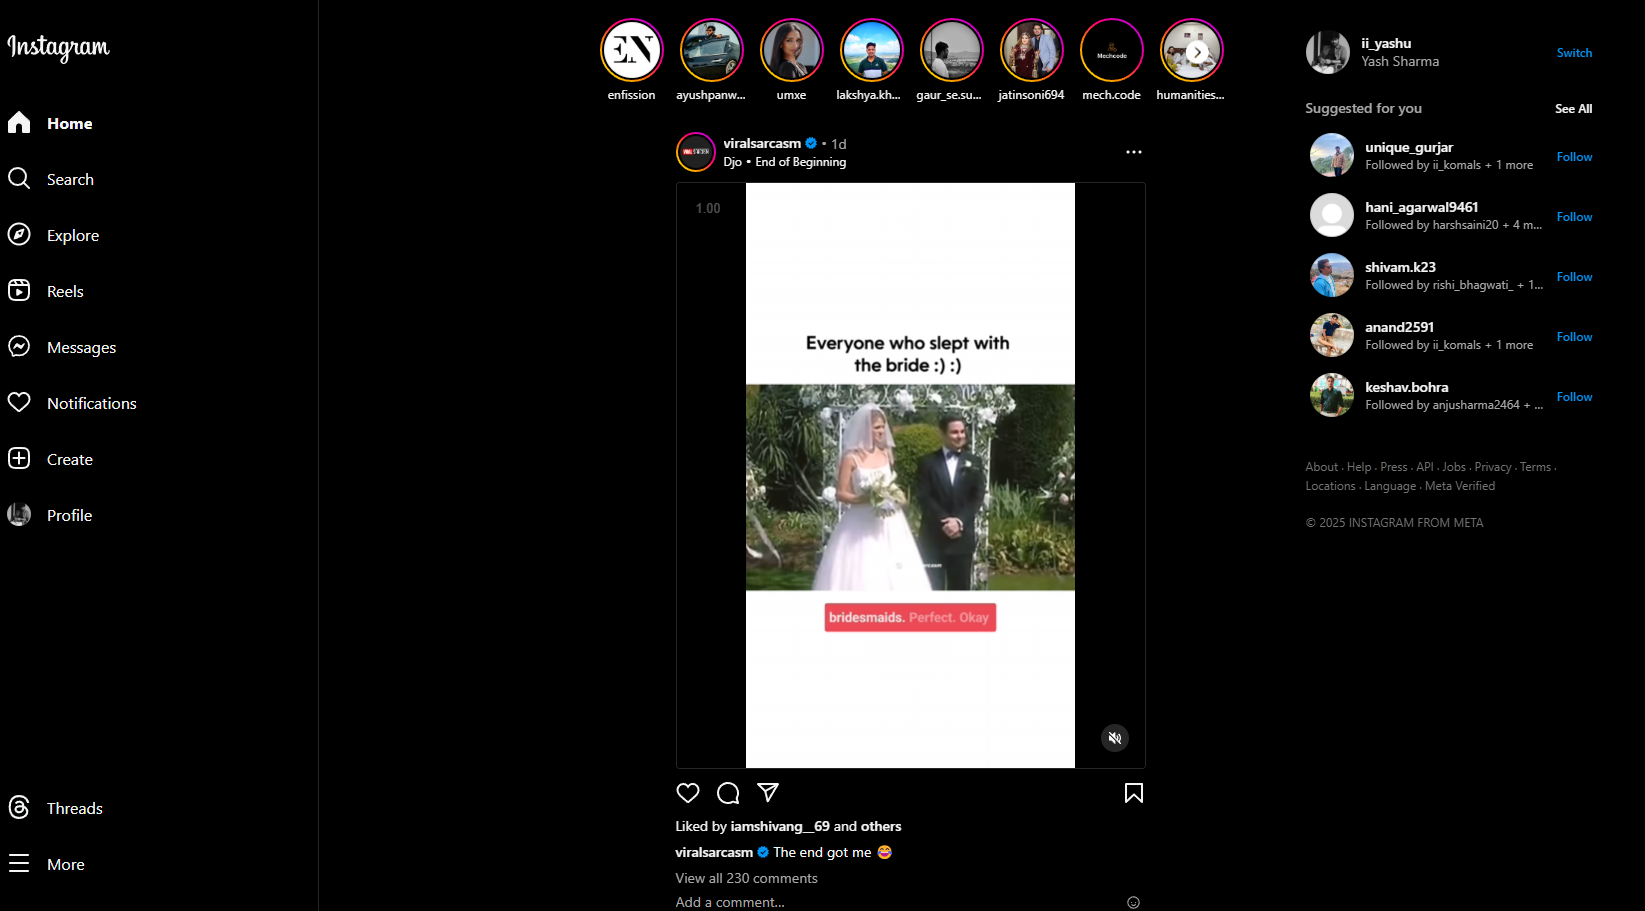 Instagram
Home
Search
Explore
Reels
Messages
Notifications
Create
Profile
Threads
More
EN
enfission
ayushpanw...
umxe
lakshya.kh...
gaur_se.su...
jatinsoni694
Mechcode
mech.code
humanities...
viralsarcasm • 1d
Djo • End of Beginning
1.00
Everyone who slept with
the bride :) :)
bridesmaids. Perfect. Okay
Liked by iamshivang__69 and others
viralsarcasm The end got me 😂
View all 230 comments
Add a comment...
ii_yashu
Yash Sharma
Switch
Suggested for you
See All
unique_gurjar
Followed by ii_komals + 1 more
Follow
hani_agarwal9461
Followed by harshsaini20 + 4 m...
Follow
shivam.k23
Followed by rishi_bhagwati_ + 1...
Follow
anand2591
Followed by ii_komals + 1 more
Follow
keshav.bohra
Followed by anjusharma2464 + ...
Follow
About · Help · Press · API · Jobs · Privacy · Terms ·
Locations · Language · Meta Verified
© 2025 INSTAGRAM FROM META